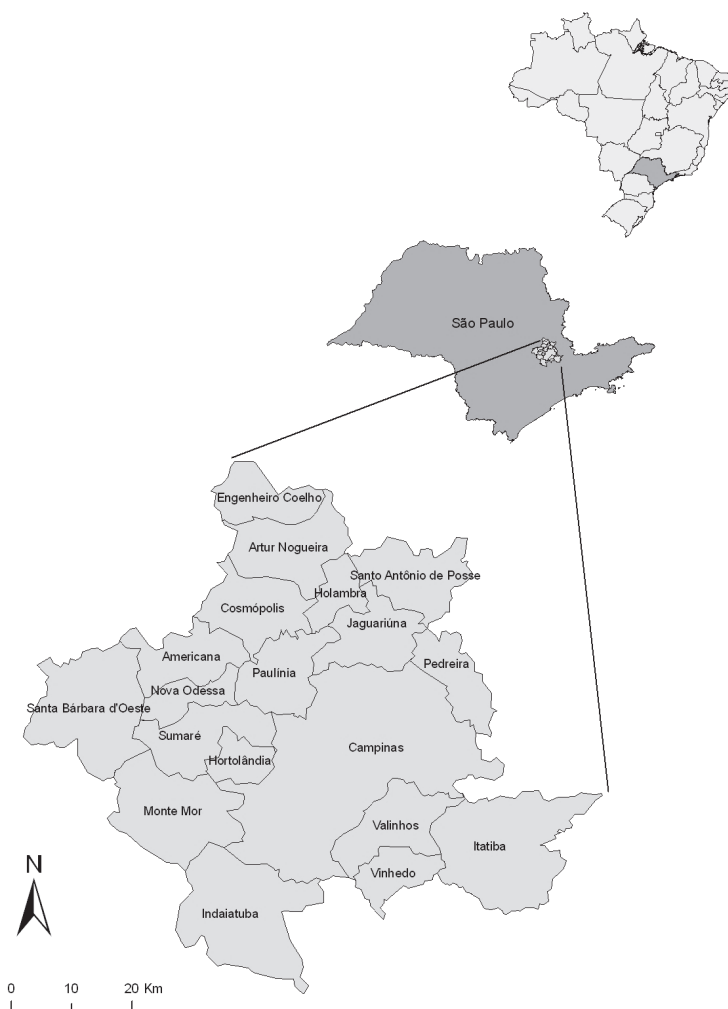 São Paulo
Engenheiro Coelho
Artur Nogueira
Santo Antônio de Posse
Holambra
Cosmópolis
Jaguariúna
Americana
Pedreira
Paulínia
Nova Odessa
Santa Bárbara d'Oeste
Sumaré
Campinas
Hortolândia
Monte Mor
Valinhos
Itatiba
Vinhedo
N
Indaiatuba
0 10 20 Km